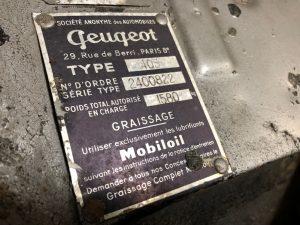 SOCIÉTÉ ANONYME DES AUTOMOBILES
Peugeot
29, Rue de Berri, PARIS 8e
TYPE 403
N° D'ORDRE 2400822
SÉRIE TYPE
POIDS TOTAL AUTORISÉ 1580
EN CHARGE
GRAISSAGE
Utiliser exclusivement les lubrifiants
Mobiloil
suivant les instructions de la notice d'entretien
Demander à tous nos Concessionnaires le
Graissage Complet